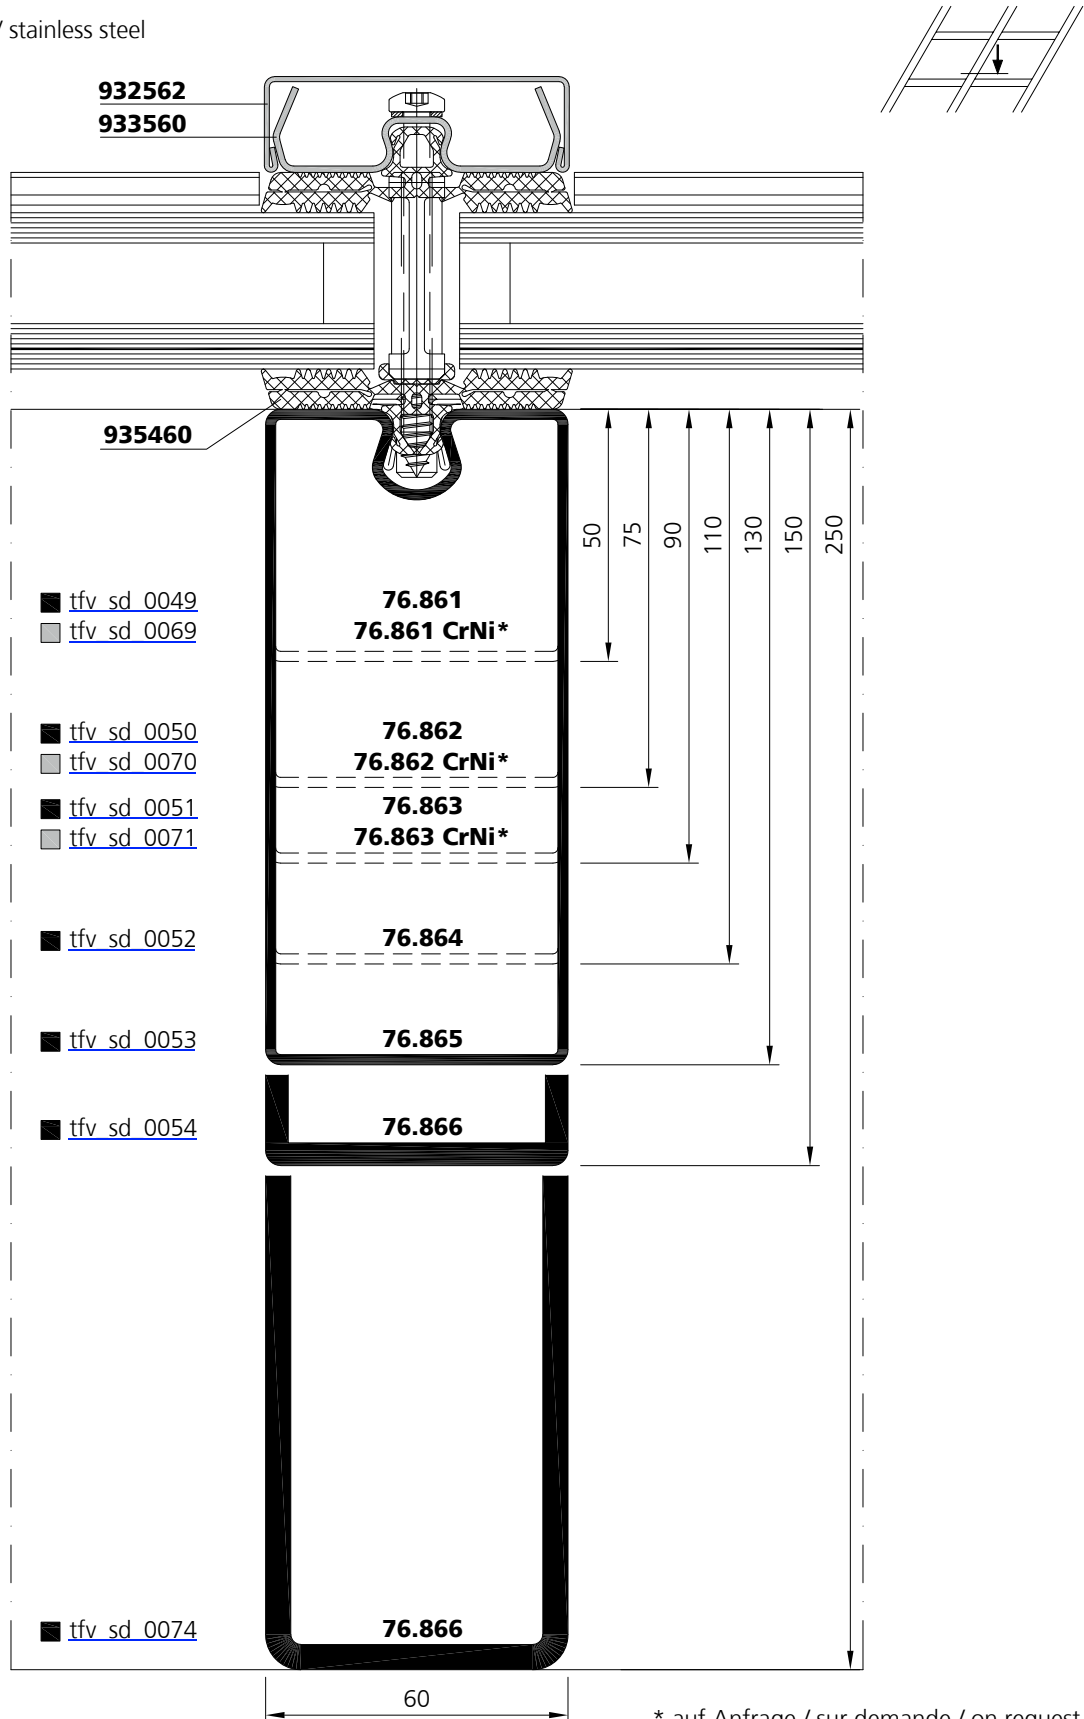 / stainless steel
932562
933560
935460
50
75
90
110
130
150
250
tfv_sd_0049
76.861
tfv_sd_0069
76.861 CrNi*
tfv_sd_0050
76.862
tfv_sd_0070
76.862 CrNi*
tfv_sd_0051
76.863
tfv_sd_0071
76.863 CrNi*
tfv_sd_0052
76.864
tfv_sd_0053
76.865
tfv_sd_0054
76.866
tfv_sd_0074
76.866
60
* auf Anfrage / sur demande / on request